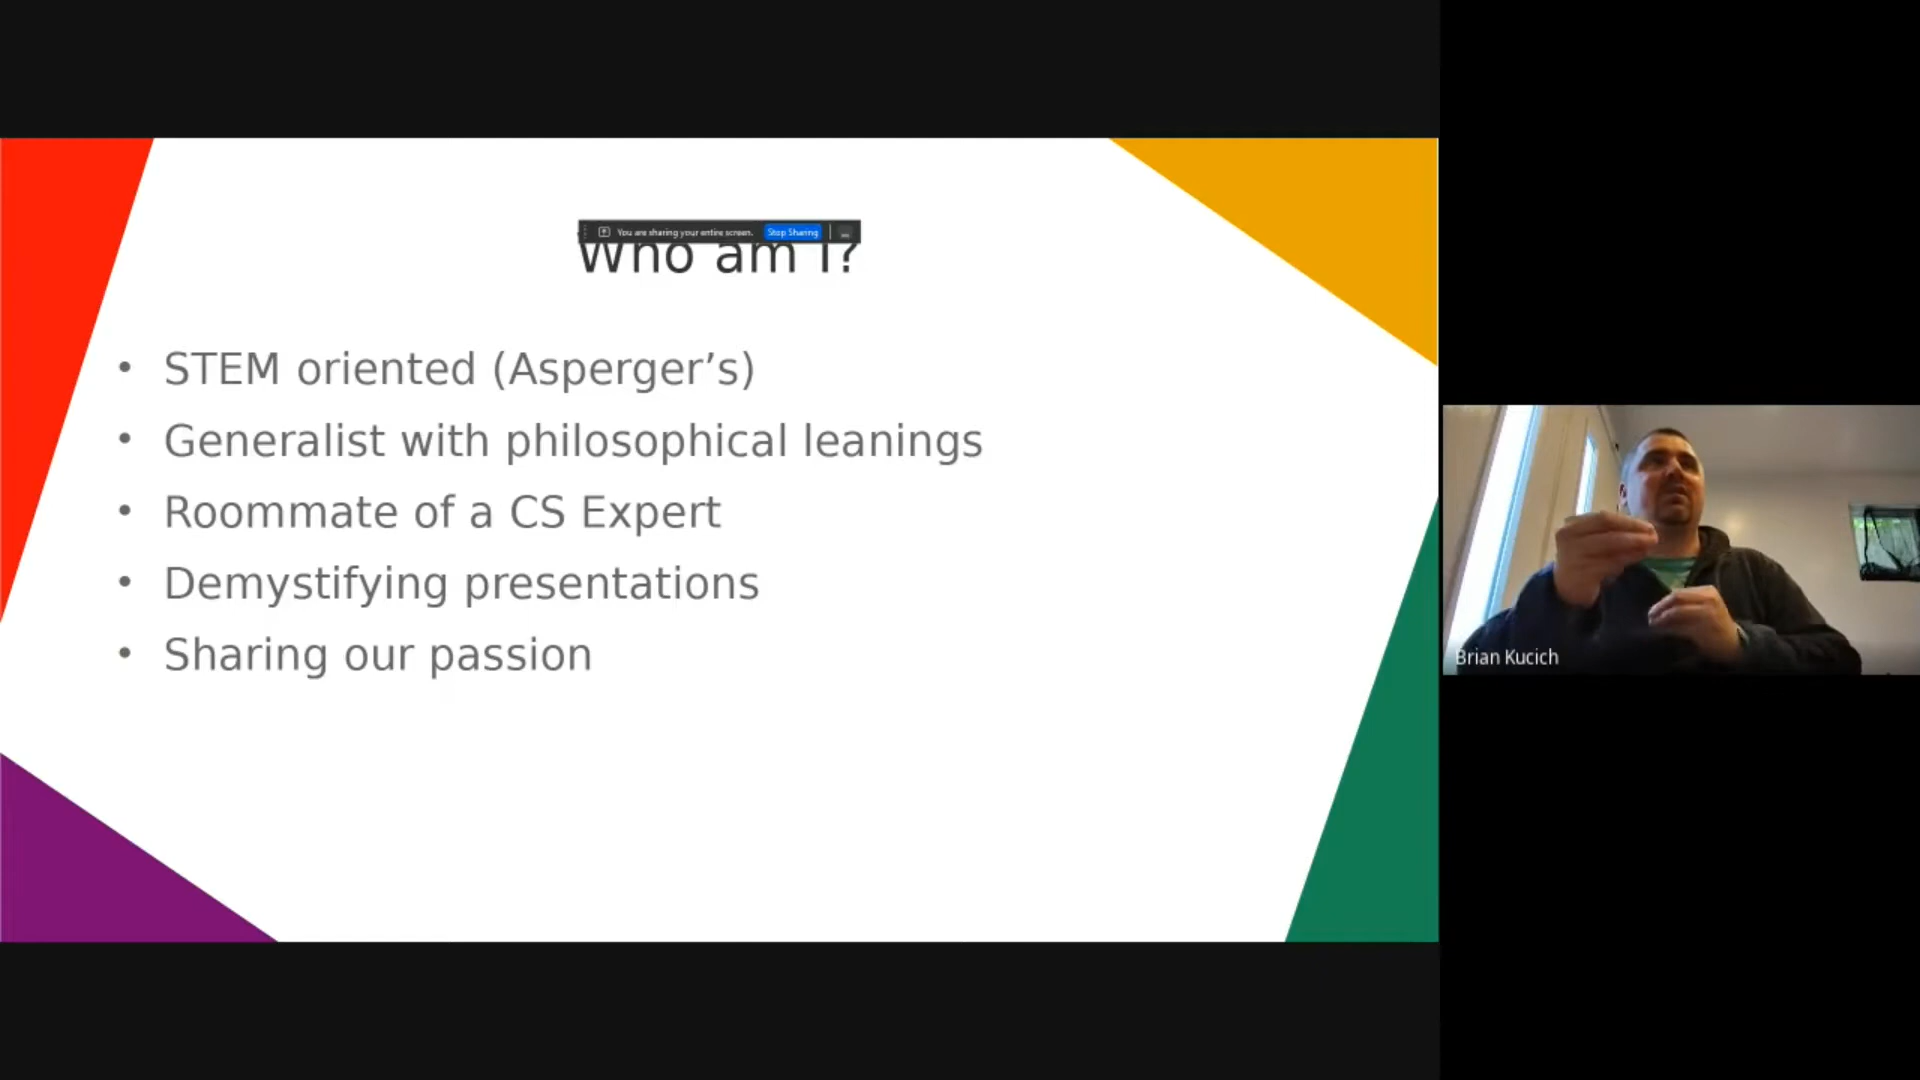 You are sharing your entire screen. Stop Sharing
Who am I?
• STEM oriented (Asperger’s)
• Generalist with philosophical leanings
• Roommate of a CS Expert
• Demystifying presentations
• Sharing our passion
Brian Kucich